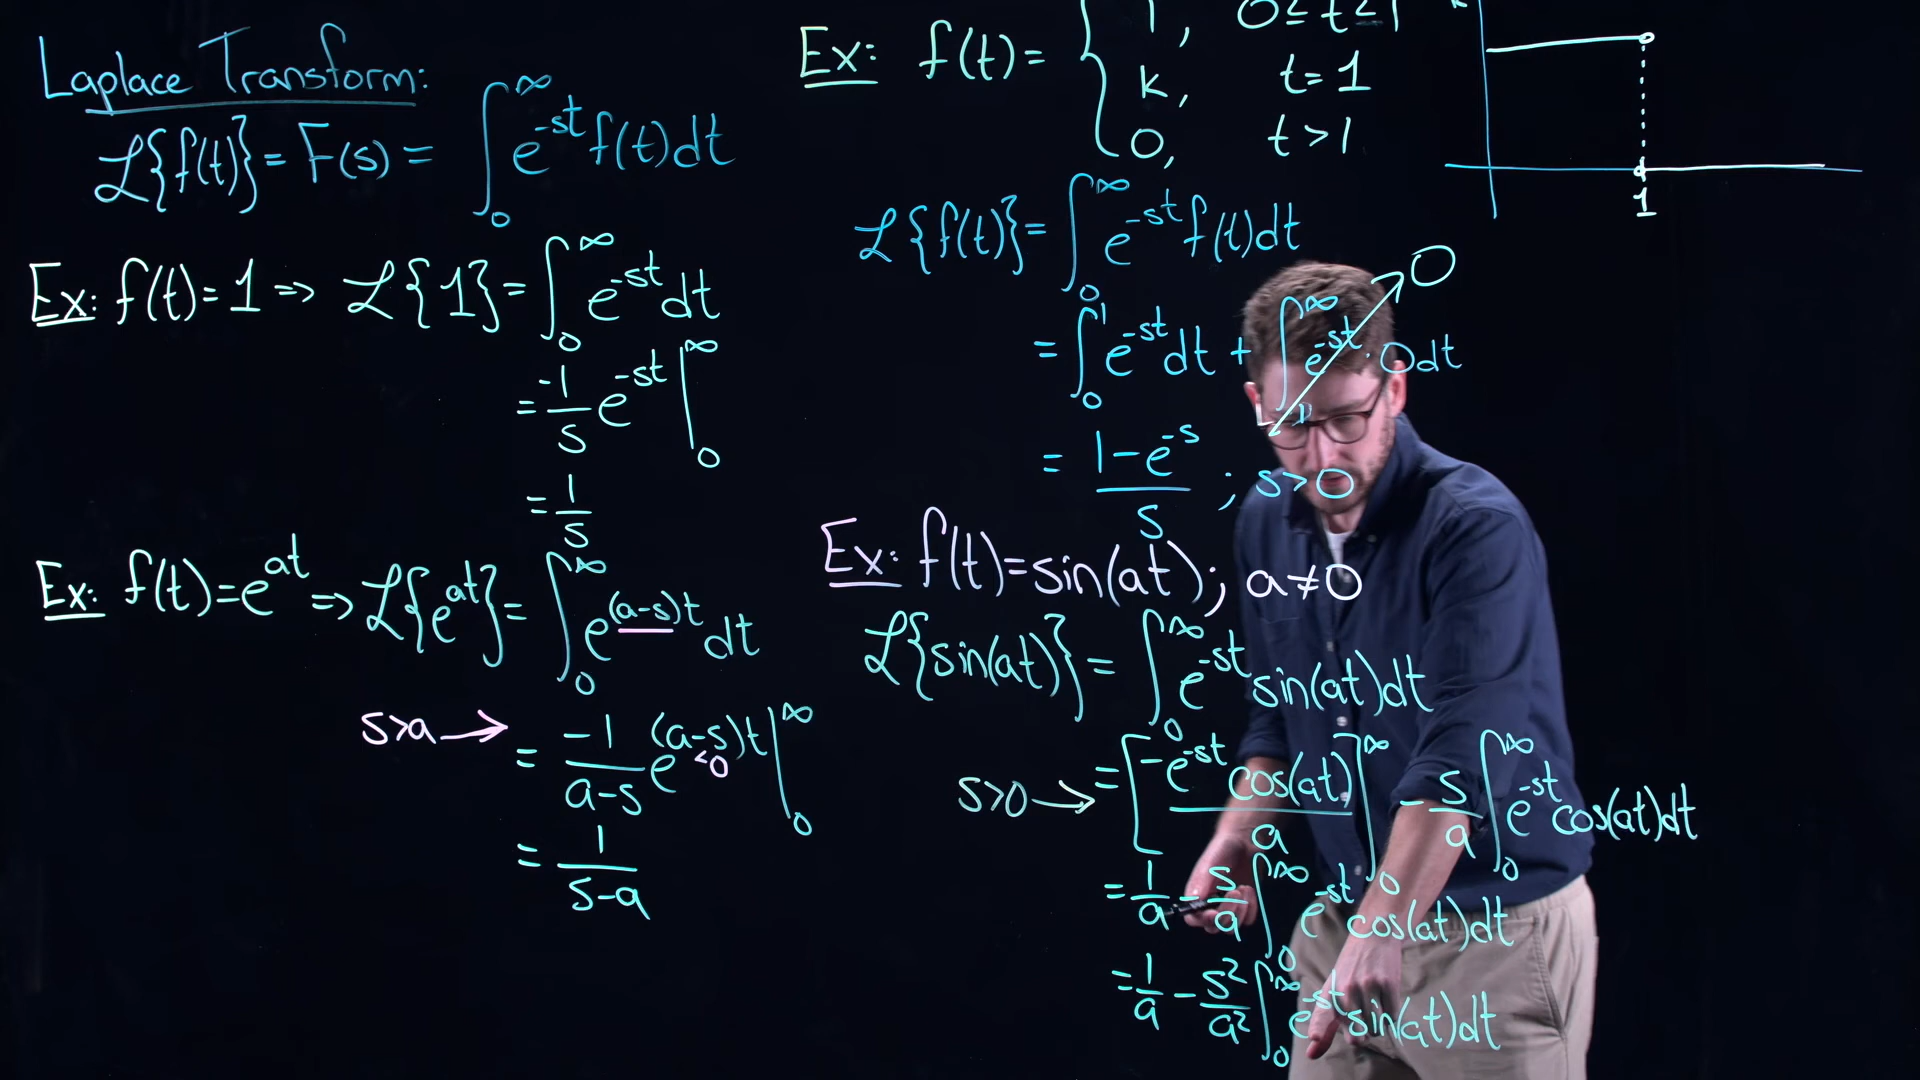 Laplace Transform:
ℒ{f(t)} = F(s) = ∫₀^∞ e^{-st} f(t)dt
Ex: f(t)=1 => ℒ{1} = ∫₀^∞ e^{-st} dt
= -1/s e^{-st} |₀^∞
= 1/s
Ex: f(t)=e^{at} => ℒ{e^{at}} = ∫₀^∞ e^{(a-s)t} dt
s>a → = -1/(a-s) e^{(a-s)t} |₀^∞
<0
= 1/(s-a)
Ex: f(t) = { 1, 0≤t≤1
k, t=1
0, t>1
1
ℒ{f(t)} = ∫₀^∞ e^{-st} f(t)dt
= ∫₀^1 e^{-st} dt + ∫₁^∞ e^{-st}·0dt → 0
= (1-e^{-s})/s ; s>0
Ex: f(t)=sin(at); a≠0
ℒ{sin(at)} = ∫₀^∞ e^{-st} sin(at)dt
s>0 → = [-e^{-st} cos(at)/a]₀^∞ - s/a ∫₀^∞ e^{-st} cos(at)dt
= 1/a - s/a ∫₀^∞ e^{-st} cos(at)dt
= 1/a - s²/a² ∫₀^∞ e^{-st} sin(at)dt